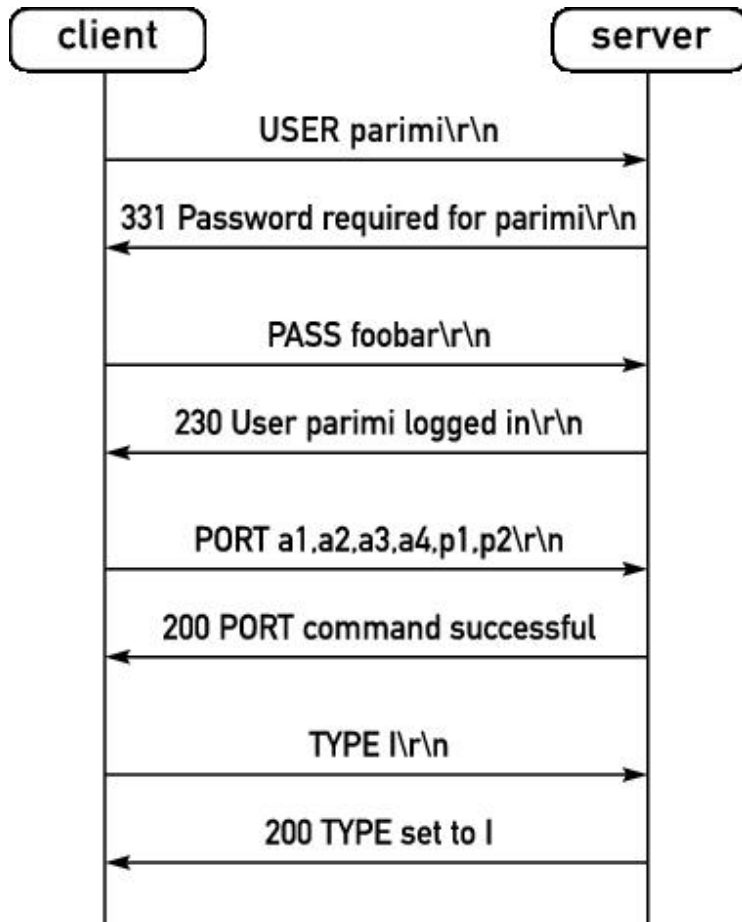 client
server
USER parimi\r\n
331 Password required for parimi\r\n
PASS foobar\r\n
230 User parimi logged in\r\n
PORT a1,a2,a3,a4,p1,p2\r\n
200 PORT command successful
TYPE I\r\n
200 TYPE set to I